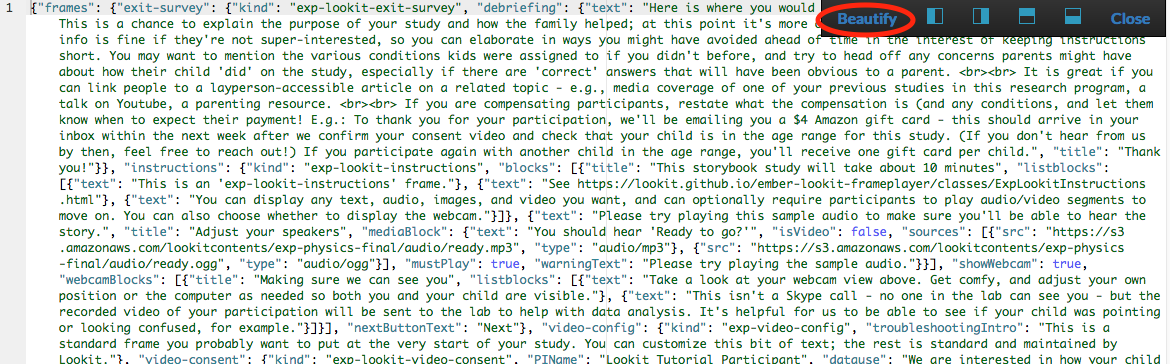 1 {"frames": {"exit-survey": {"kind": "exp-lookit-exit-survey", "debriefing": {"text": "Here is where you would
Beautify Close
This is a chance to explain the purpose of your study and how the family helped; at this point it's more
info is fine if they're not super-interested, so you can elaborate in ways you might have avoided ahead of time in the interest of keeping instructions
short. You may want to mention the various conditions kids were assigned to if you didn't before, and try to head off any concerns parents might have
about how their child 'did' on the study, especially if there are 'correct' answers that will have been obvious to a parent. <br><br> It is great if you
can link people to a layperson-accessible article on a related topic - e.g., media coverage of one of your previous studies in this research program, a
talk on Youtube, a parenting resource. <br><br> If you are compensating participants, restate what the compensation is (and any conditions, and let them
know when to expect their payment! E.g.: To thank you for your participation, we'll be emailing you a $4 Amazon gift card - this should arrive in your
inbox within the next week after we confirm your consent video and check that your child is in the age range for this study. (If you don't hear from us
by then, feel free to reach out!) If you participate again with another child in the age range, you'll receive one gift card per child.", "title": "Thank
you!"}}, "instructions": {"kind": "exp-lookit-instructions", "blocks": [{"title": "This storybook study will take about 10 minutes", "listblocks":
[{"text": "This is an 'exp-lookit-instructions' frame."}, {"text": "See https://lookit.github.io/ember-lookit-frameplayer/classes/ExpLookitInstructions
.html"}, {"text": "You can display any text, audio, images, and video you want, and can optionally require participants to play audio/video segments to
move on. You can also choose whether to display the webcam."}]}, {"text": "Please try playing this sample audio to make sure you'll be able to hear the
story.", "title": "Adjust your speakers", "mediaBlock": {"text": "You should hear 'Ready to go?'", "isVideo": false, "sources": [{"src": "https://s3
.amazonaws.com/lookitcontents/exp-physics-final/audio/ready.mp3", "type": "audio/mp3"}, {"src": "https://s3.amazonaws.com/lookitcontents/exp-physics
-final/audio/ready.ogg", "type": "audio/ogg"}], "mustPlay": true, "warningText": "Please try playing the sample audio."}}], "showWebcam": true,
"webcamBlocks": [{"title": "Making sure we can see you", "listblocks": [{"text": "Take a look at your webcam view above. Get comfy, and adjust your own
position or the computer as needed so both you and your child are visible."}, {"text": "This isn't a Skype call - no one in the lab can see you - but the
recorded video of your participation will be sent to the lab to help with data analysis. It's helpful for us to be able to see if your child was pointing
or looking confused, for example."}]}], "nextButtonText": "Next"}, "video-config": {"kind": "exp-video-config", "troubleshootingIntro": "This is a
standard frame you probably want to put at the very start of your study. You can customize this bit of text; the rest is standard and maintained by
Lookit."}, "video-consent": {"kind": "exp-lookit-video-consent", "PIName": "Lookit Tutorial Participant", "datause": "We are interested in how your child